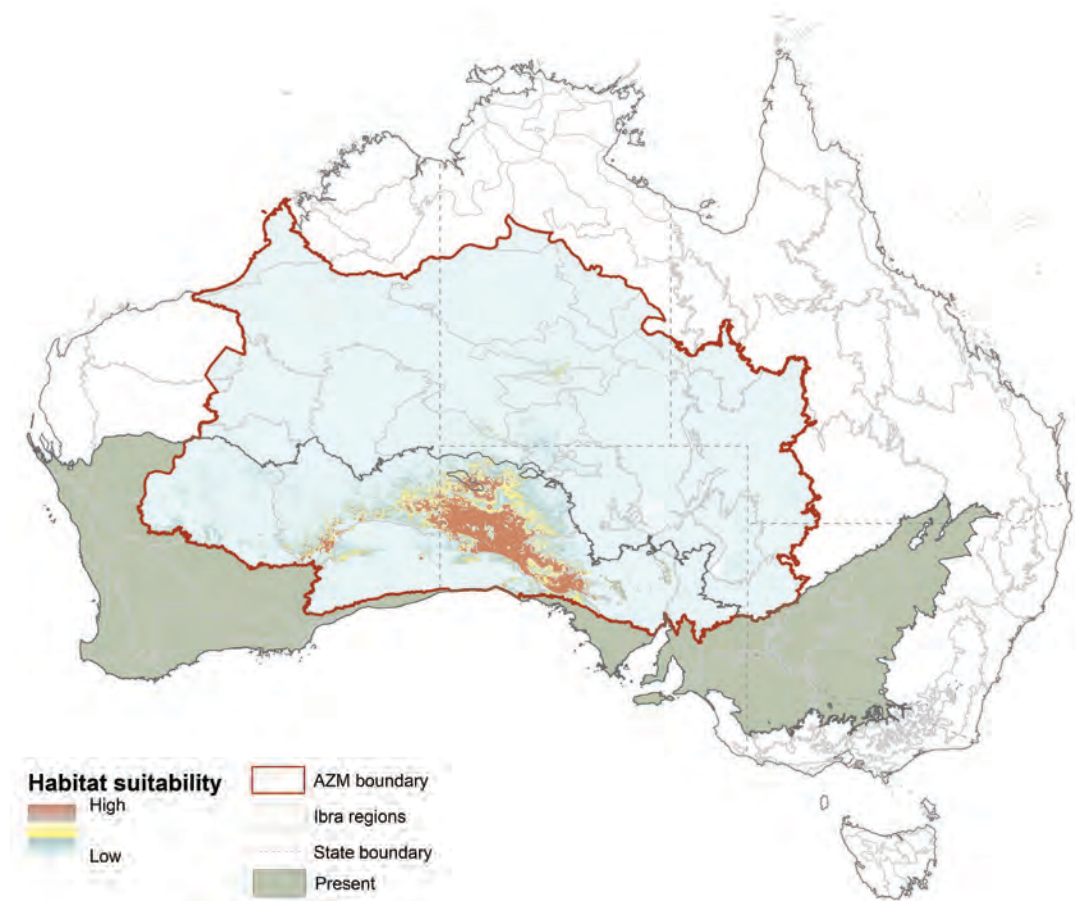 Habitat suitability
High
Low
AZM boundary
Ibra regions
State boundary
Present